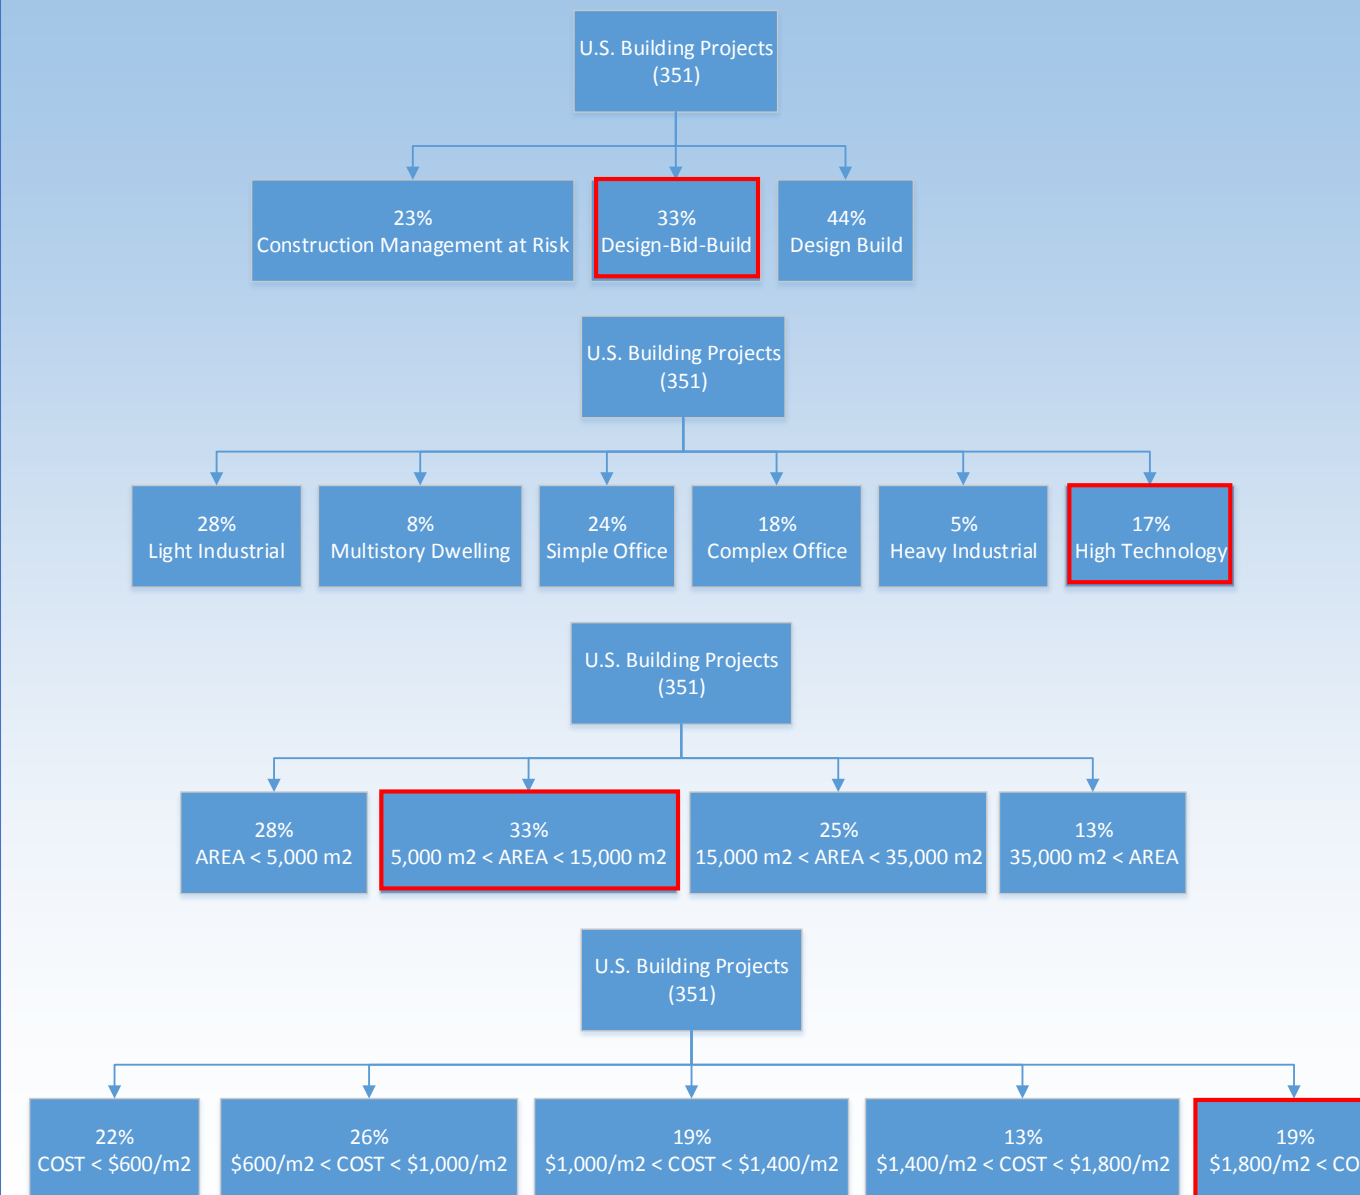 U.S. Building Projects
(351)
23%
Construction Management at Risk
33%
Design-Bid-Build
44%
Design Build
U.S. Building Projects
(351)
28%
Light Industrial
8%
Multistory Dwelling
24%
Simple Office
18%
Complex Office
5%
Heavy Industrial
17%
High Technology
U.S. Building Projects
(351)
28%
AREA < 5,000 m2
33%
5,000 m2 < AREA < 15,000 m2
25%
15,000 m2 < AREA < 35,000 m2
13%
35,000 m2 < AREA
U.S. Building Projects
(351)
22%
COST < $600/m2
26%
$600/m2 < COST < $1,000/m2
19%
$1,000/m2 < COST < $1,400/m2
13%
$1,400/m2 < COST < $1,800/m2
19%
$1,800/m2 < CO